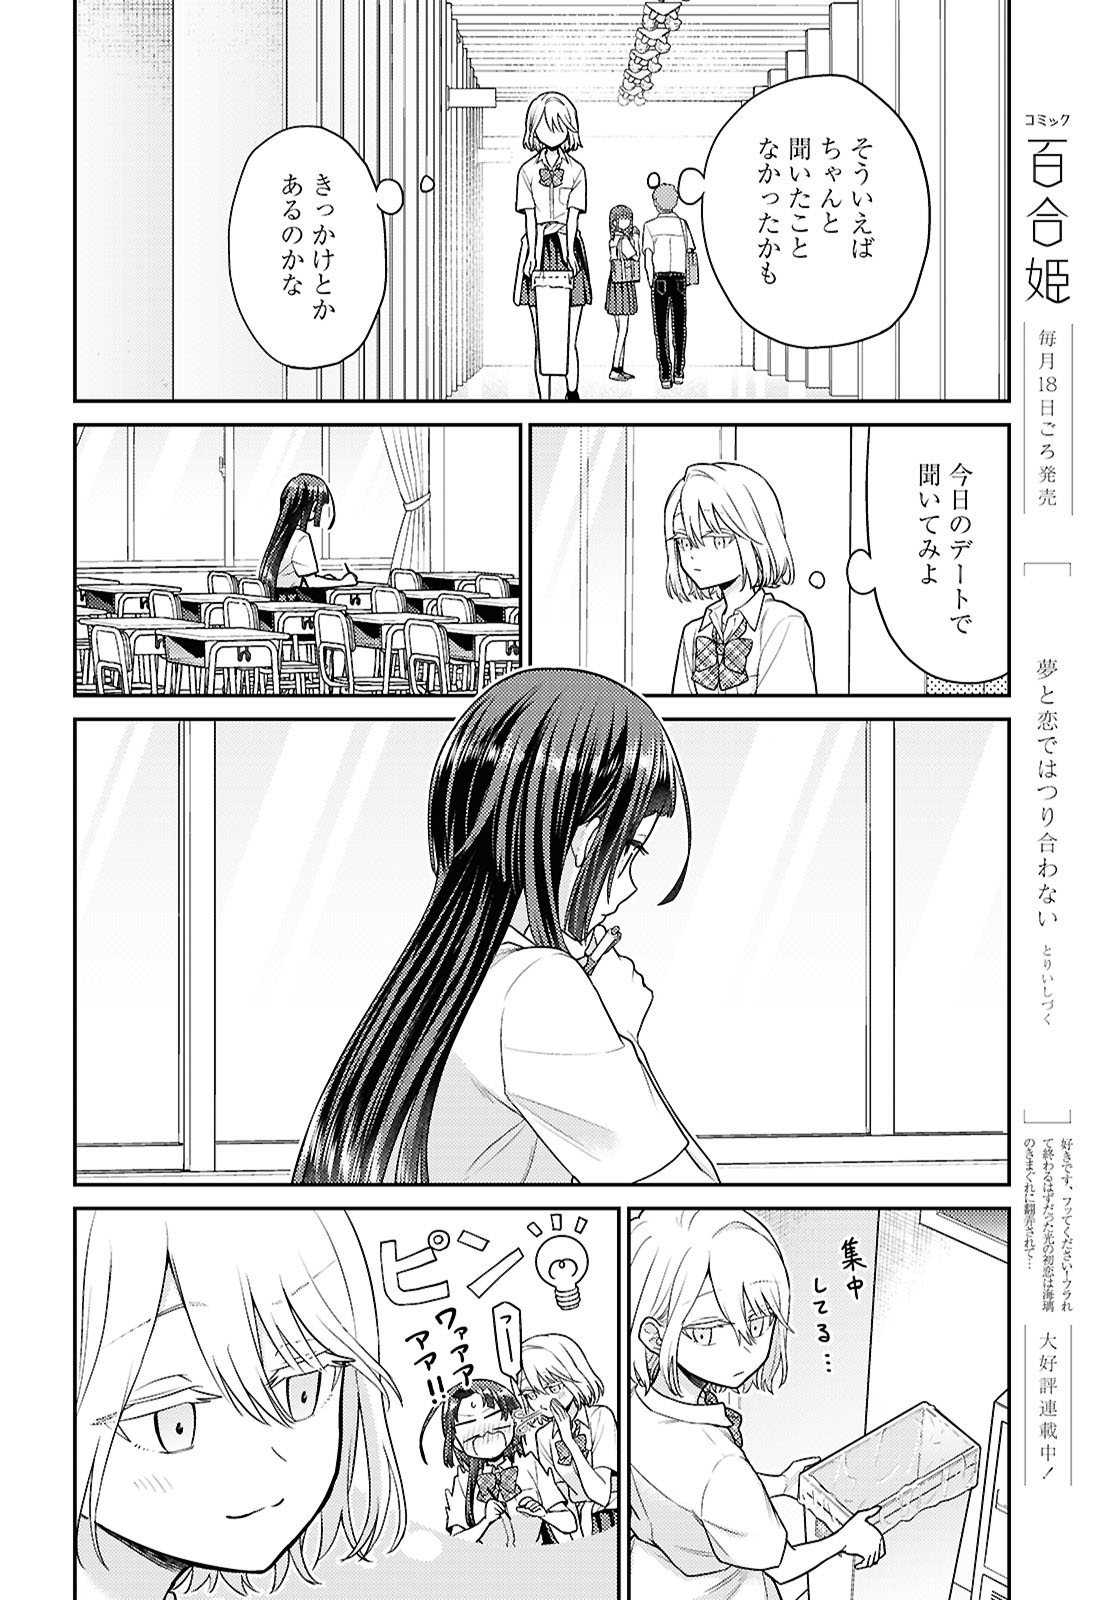 そういえば
ちゃんと
聞いたこと
なかったかも
きっかけとか
あるのかな
今日のデートで
聞いてみよ
集中
してる…
ピン
ふー
ワァァァ
アァ!!
コミック
百合姫
毎月18日ごろ発売
夢と恋ではつり合わない
とりいしづく
好きです、フッてください!フラれ
て終わるはずだった光の初恋は海璃
のきまぐれに翻弄されて…
大好評連載中!